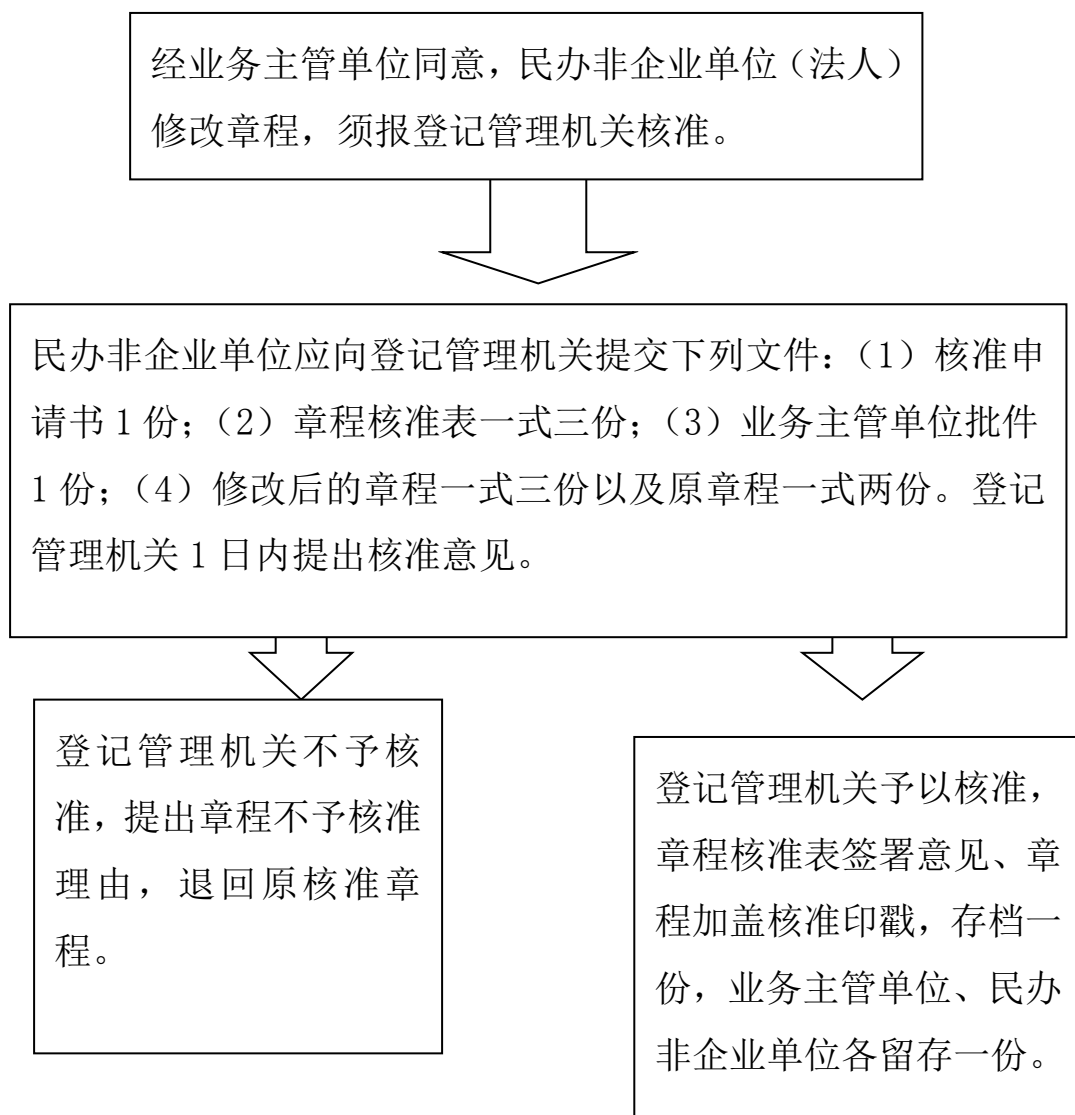 经业务主管单位同意，民办非企业单位（法人）
修改章程，须报登记管理机关核准。
民办非企业单位应向登记管理机关提交下列文件：（1）核准申
请书 1 份；（2）章程核准表一式三份；（3）业务主管单位批件
1 份；（4）修改后的章程一式三份以及原章程一式两份。登记
管理机关 1 日内提出核准意见。
登记管理机关不予核
准，提出章程不予核准
理由，退回原核准章
程。
登记管理机关予以核准，
章程核准表签署意见、章
程加盖核准印戳，存档一
份，业务主管单位、民办
非企业单位各留存一份。